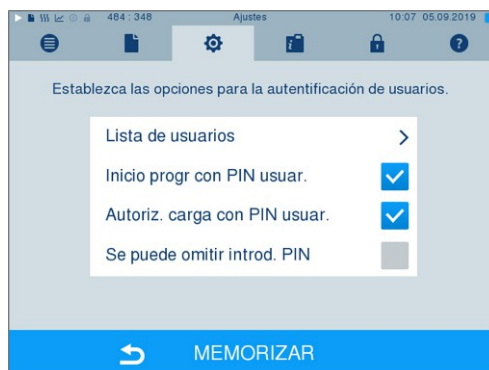 484 : 348 Ajustes 10:07 05.09.2019
Establezca las opciones para la autentificación de usuarios.
Lista de usuarios
Inicio progr con PIN usuar.
Autoriz. carga con PIN usuar.
Se puede omitir introd. PIN
MEMORIZAR